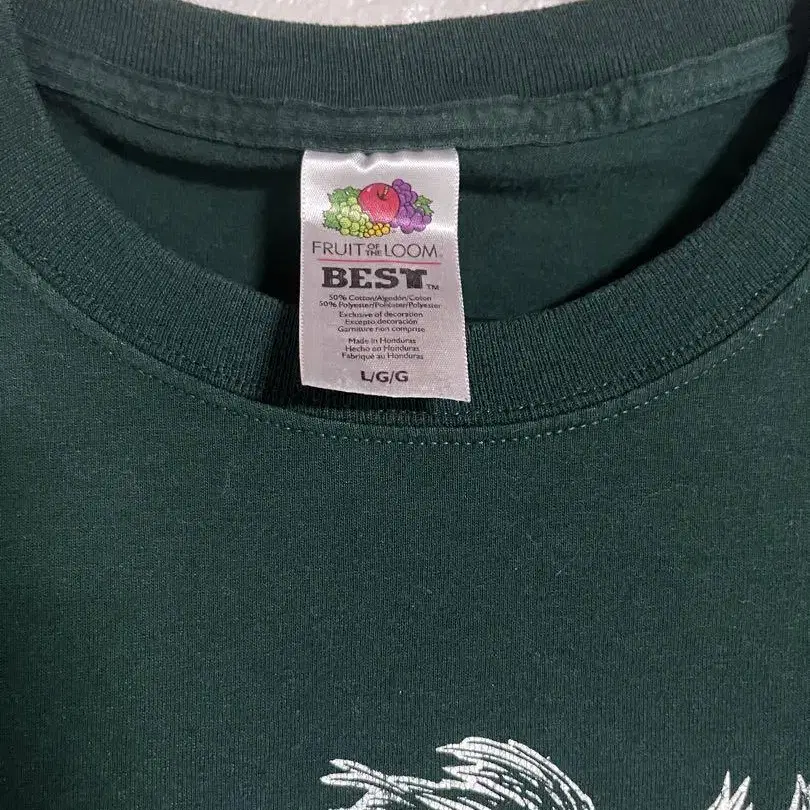 FRUIT OF THE LOOM®
BEST™
50% Cotton/Algodón/Coton
50% Polyester/Poliéster/Polyester
Exclusive of decoration
Excepto decoración
Garniture non comprise
Made in Honduras
Hecho en Honduras
Fabriqué au Honduras
L/G/G